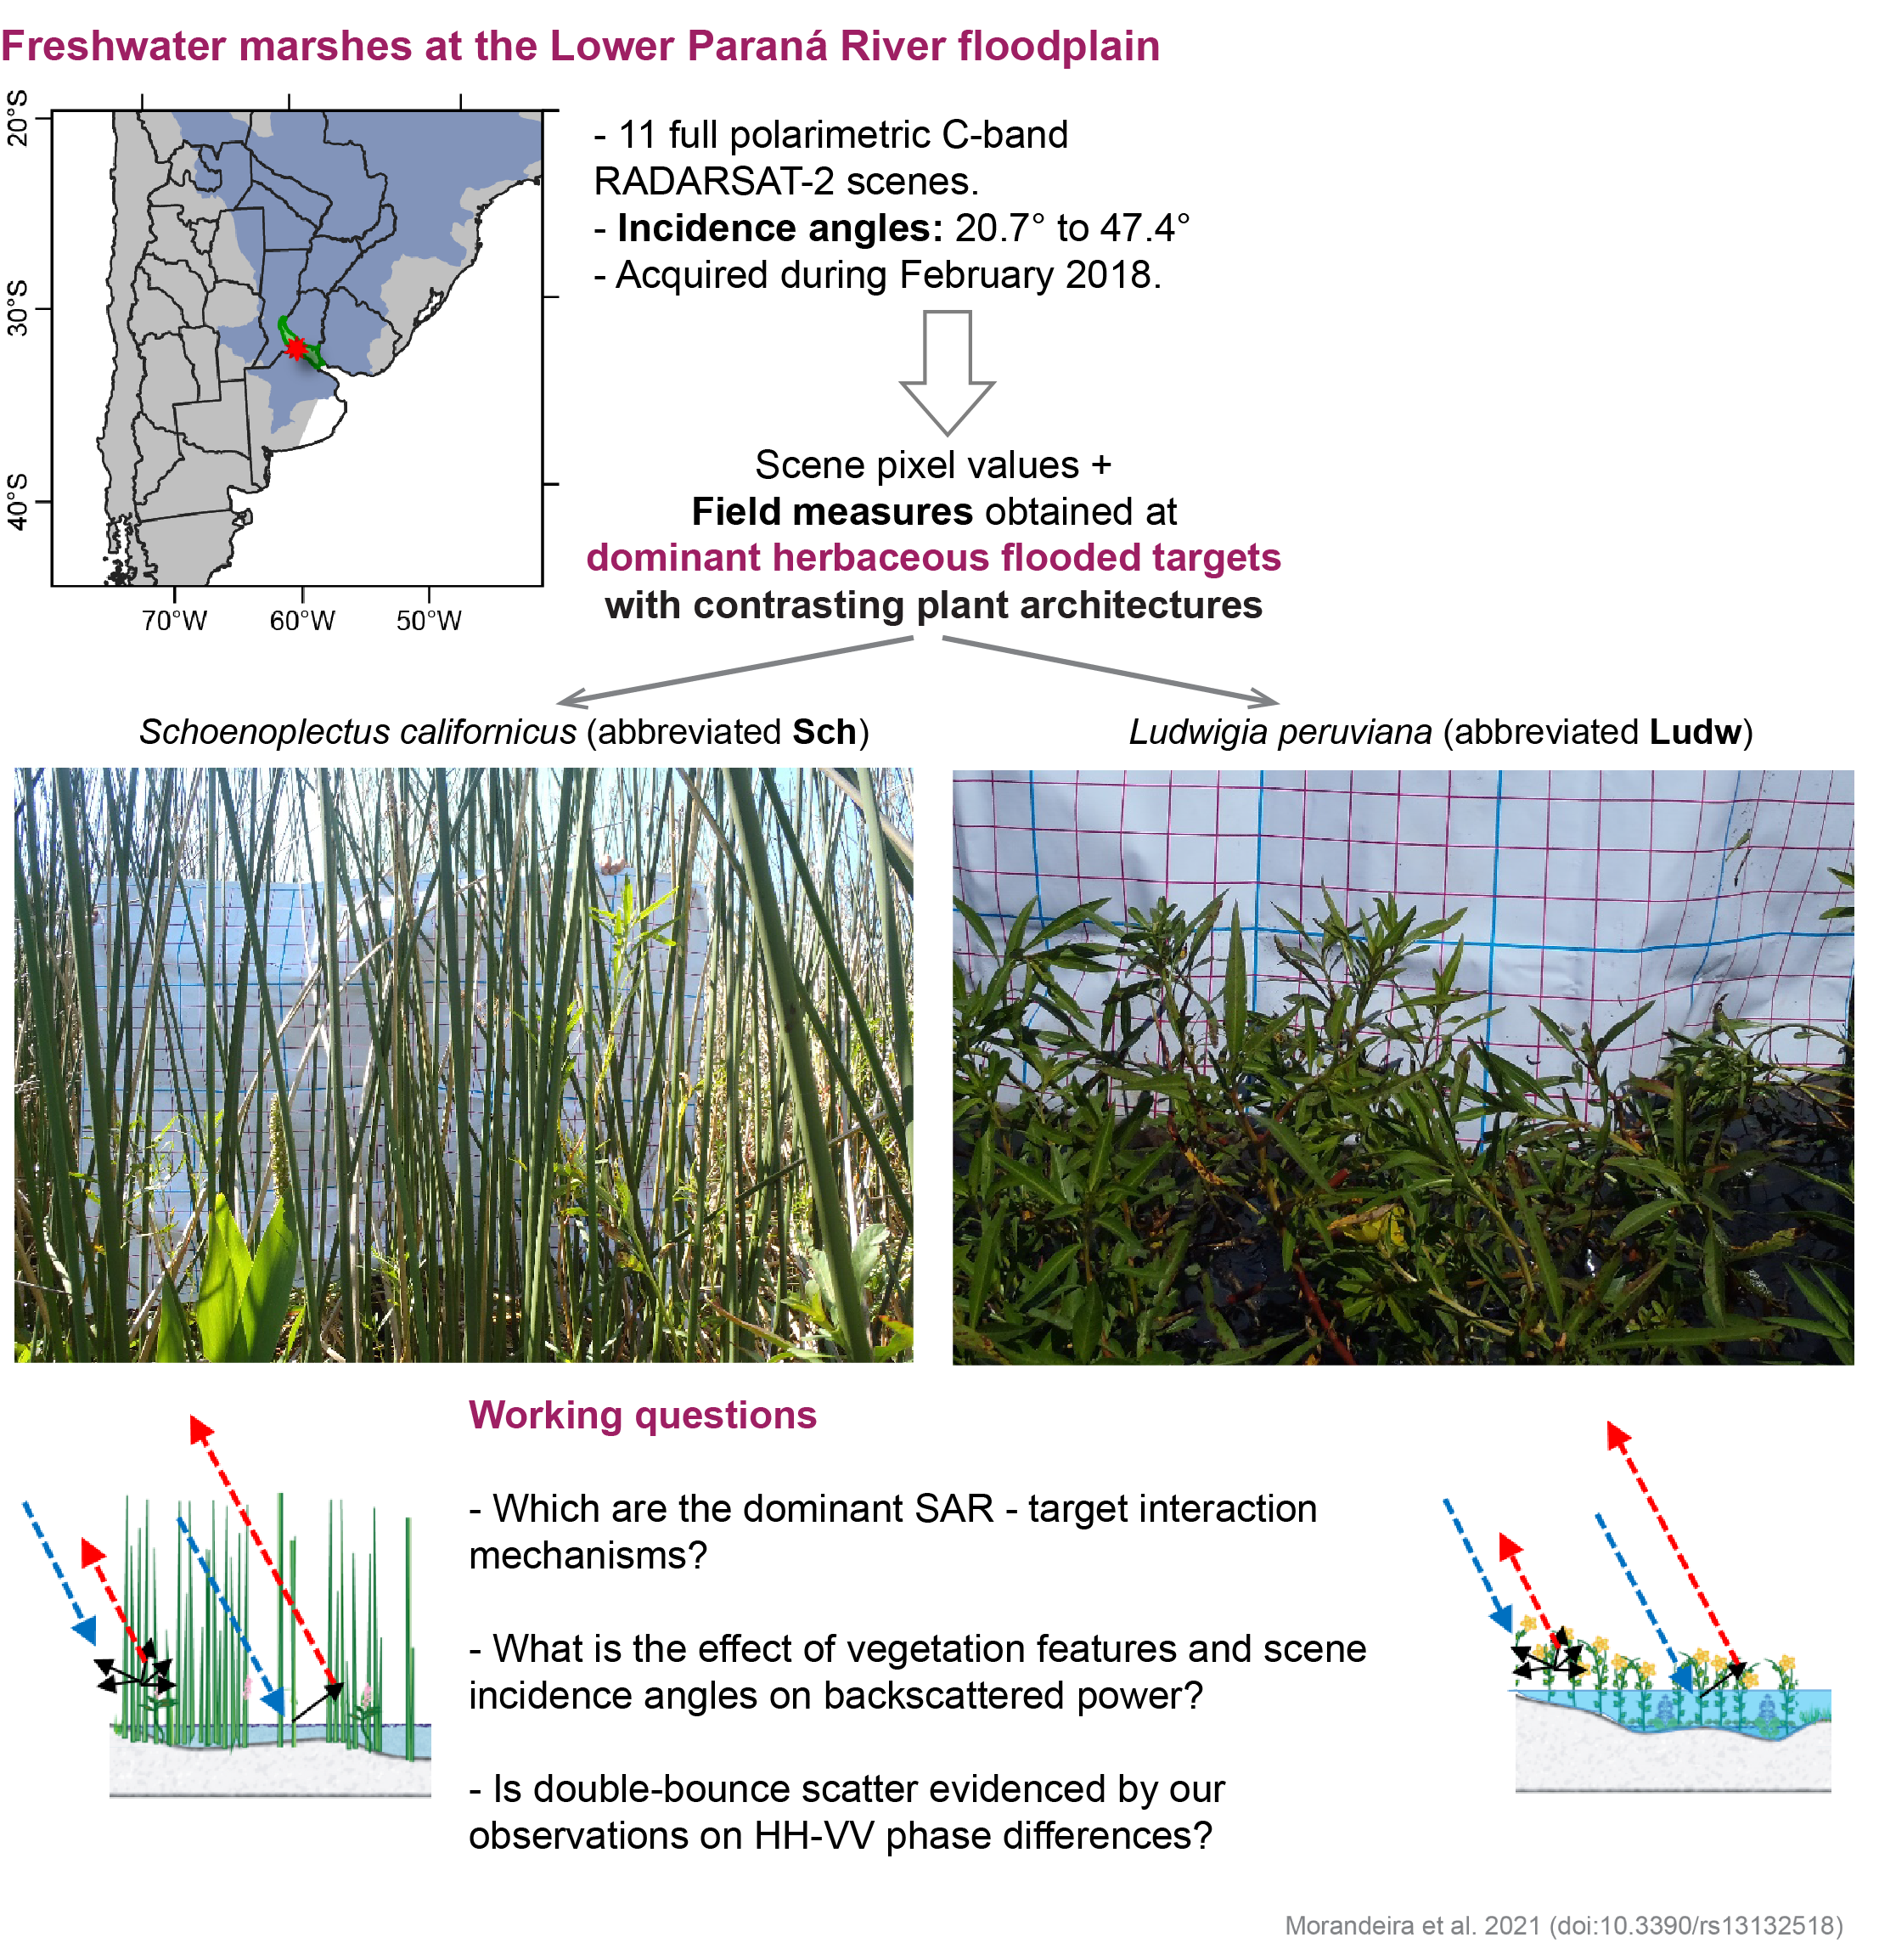 Freshwater marshes at the Lower Paraná River floodplain
20°S
30°S
40°S
70°W 60°W 50°W
- 11 full polarimetric C-band
RADARSAT-2 scenes.
- Incidence angles: 20.7° to 47.4°
- Acquired during February 2018.
Scene pixel values +
Field measures obtained at
dominant herbaceous flooded targets
with contrasting plant architectures
Schoenoplectus californicus (abbreviated Sch)
Ludwigia peruviana (abbreviated Ludw)
Working questions
- Which are the dominant SAR - target interaction
mechanisms?
- What is the effect of vegetation features and scene
incidence angles on backscattered power?
- Is double-bounce scatter evidenced by our
observations on HH-VV phase differences?
Morandeira et al. 2021 (doi:10.3390/rs13132518)